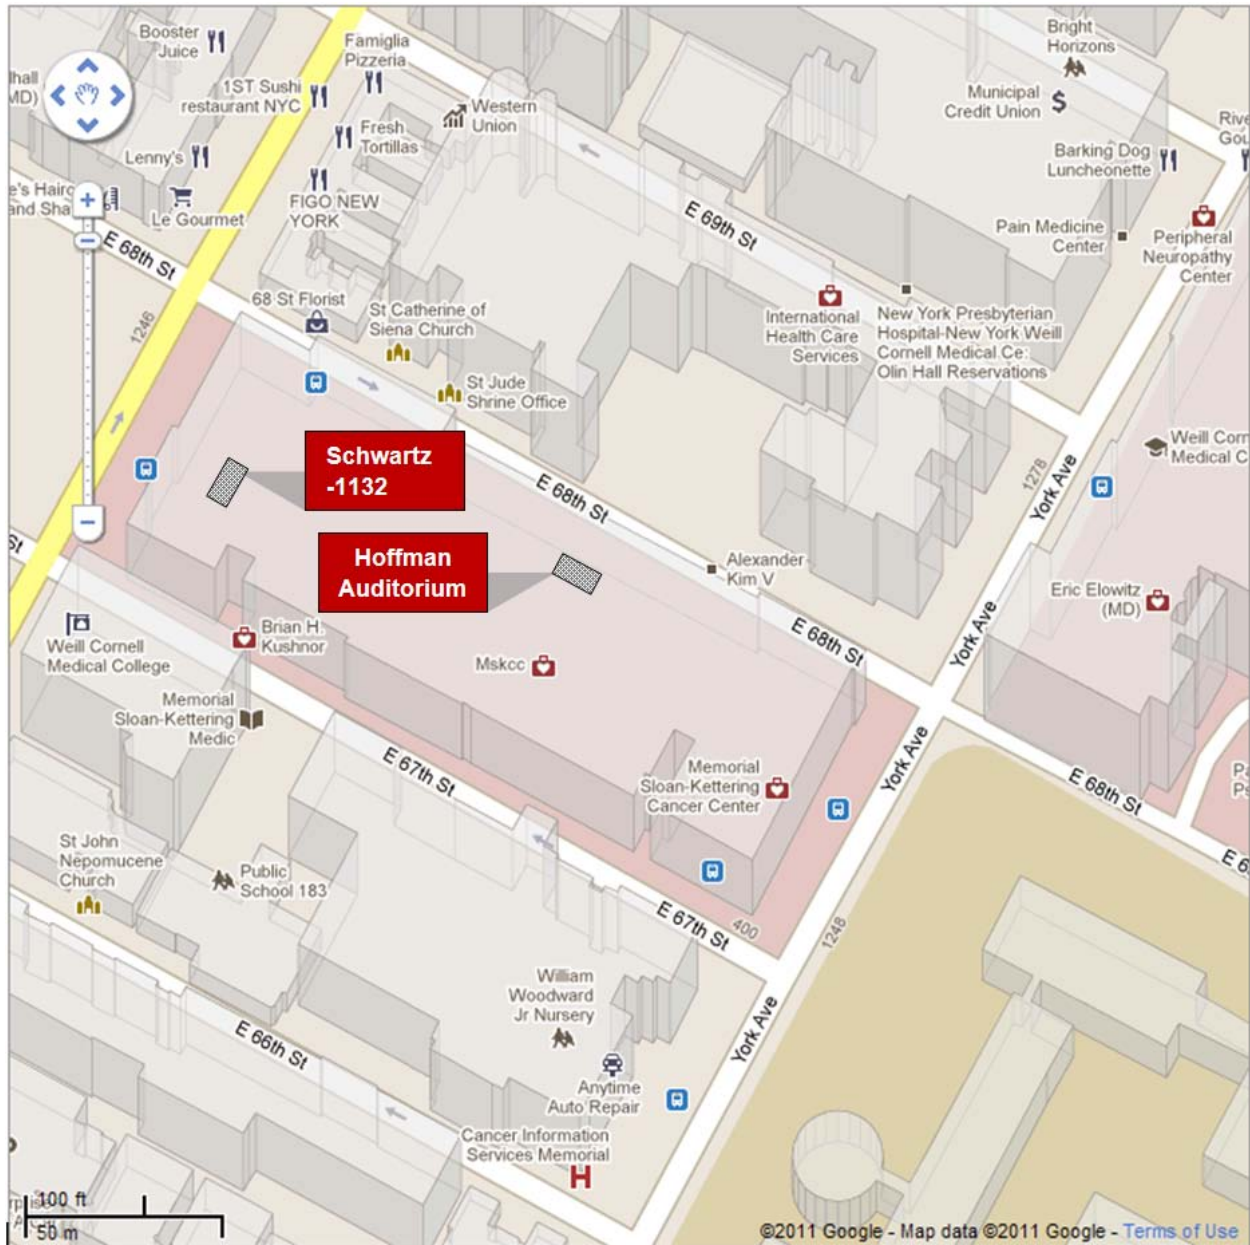 Booster
Juice
Famiglia
Pizzeria
Bright
Horizons
1ST Sushi
restaurant NYC
Western
Union
Municipal
Credit Union
$
Fresh
Tortillas
Lenny's
Barking Dog
Luncheonette
Le Gourmet
FIGO NEW
YORK
E 69th St
Pain Medicine
Center
Peripheral
Neuropathy
Center
E 68th St
68 St Florist
St Catherine of
Siena Church
International
Health Care
Services
New York Presbyterian
Hospital-New York Weill
Cornell Medical Ce:
Olin Hall Reservations
1246
St Jude
Shrine Office
Schwartz
-1132
E 68th St
1278
York Ave
Hoffman
Auditorium
Alexander
Kim V
Eric Elowitz
(MD)
Weill Cornell
Medical College
Brian H.
Kushnor
E 68th St
York Ave
Mskcc
Memorial
Sloan-Kettering
Medic
E 67th St
Memorial
Sloan-Kettering
Cancer Center
York Ave
E 68th St
St John
Nepomucene
Church
Public
School 183
E 67th St
400
1248
William
Woodward
Jr Nursery
E 66th St
York Ave
Anytime
Auto Repair
Cancer Information
Services Memorial
H
100 ft
50 m
©2011 Google - Map data ©2011 Google - Terms of Use